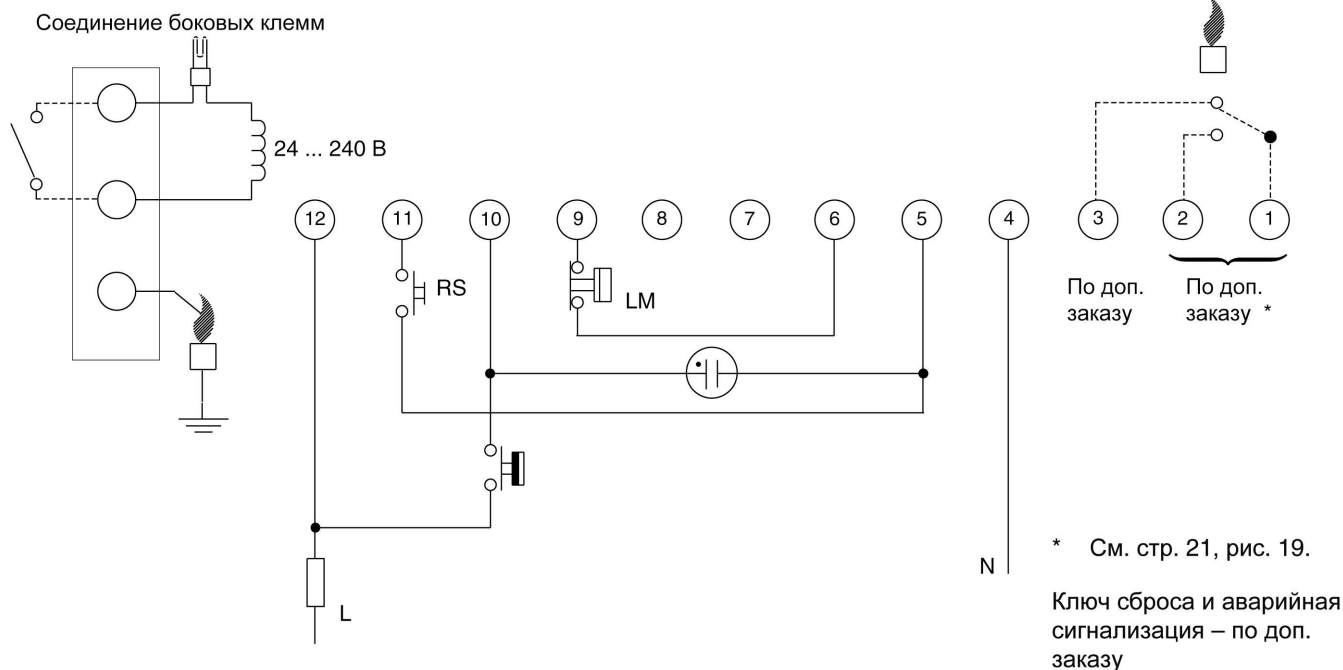 Соединение боковых клемм
24 ... 240 В
12 11 10 9 8 7 6 5 4 3 2 1
RS
LM
По доп.
заказу
По доп.
заказу *
N
L
* См. стр. 21, рис. 19.
Ключ сброса и аварийная
сигнализация – по доп.
заказу